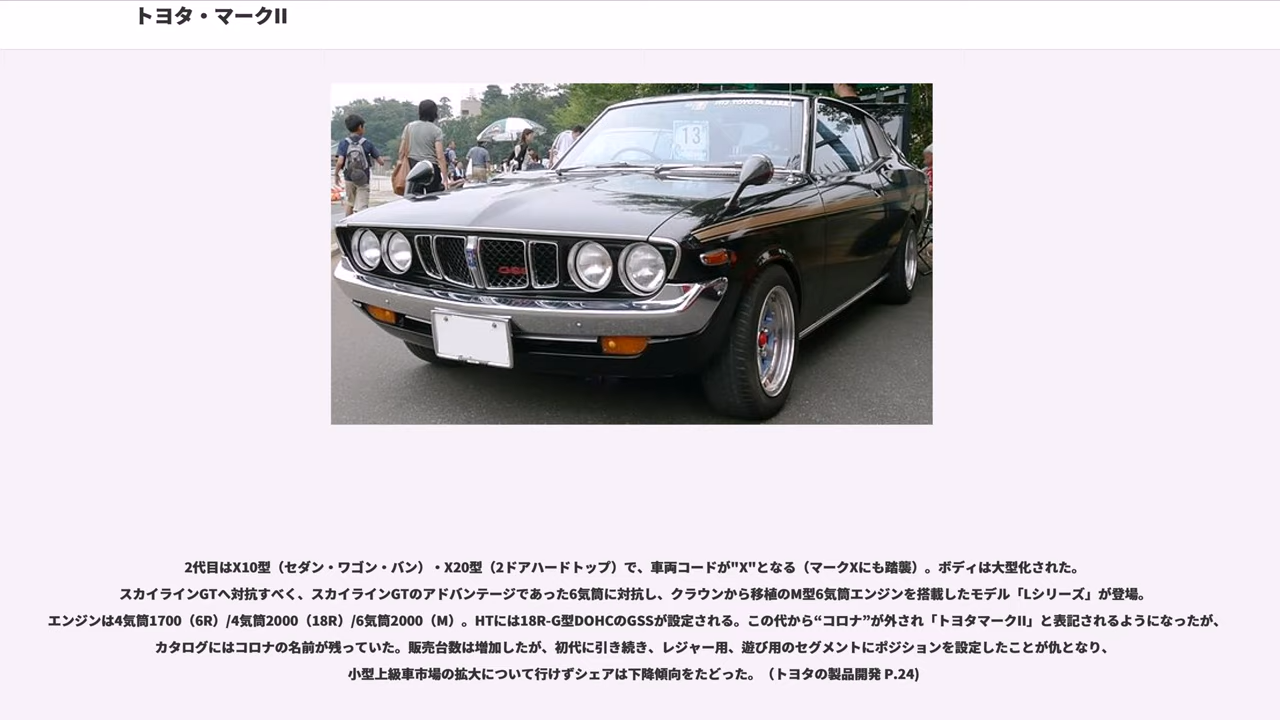 トヨタ・マークII
13
GSS
2代目はX10型（セダン・ワゴン・バン）・X20型（2ドアハードトップ）で、車両コードが"X"となる（マークXにも踏襲）。ボディは大型化された。
スカイラインGTへ対抗すべく、スカイラインGTのアドバンテージであった6気筒に対抗し、クラウンから移植のM型6気筒エンジンを搭載したモデル「Lシリーズ」が登場。
エンジンは4気筒1700（6R）/4気筒2000（18R）/6気筒2000（M）。HTには18R-G型DOHCのGSSが設定される。この代から“コロナ”が外され「トヨタマークII」と表記されるようになったが、
カタログにはコロナの名前が残っていた。販売台数は増加したが、初代に引き続き、レジャー用、遊び用のセグメントにポジションを設定したことが仇となり、
小型上級車市場の拡大について行けずシェアは下降傾向をたどった。（トヨタの製品開発 P.24)